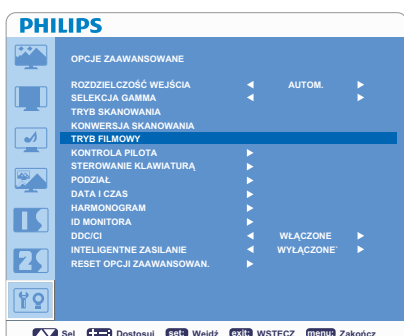 PHILIPS
OPCJE ZAAWANSOWANE
ROZDZIELCZOŚĆ WEJŚCIA AUTOM.
SELEKCJA GAMMA
TRYB SKANOWANIA
KONWERSJA SKANOWANIA
TRYB FILMOWY
KONTROLA PILOTA
STEROWANIE KLAWIATURĄ
PODZIAŁ
DATA I CZAS
HARMONOGRAM
ID MONITORA
DDC/CI WŁĄCZONE
INTELIGENTNE ZASILANIE WYŁĄCZONE`
RESET OPCJI ZAAWANSOWAN.
Sel. Dostosuj set: Wejdź exit: WSTECZ menu: Zakończ